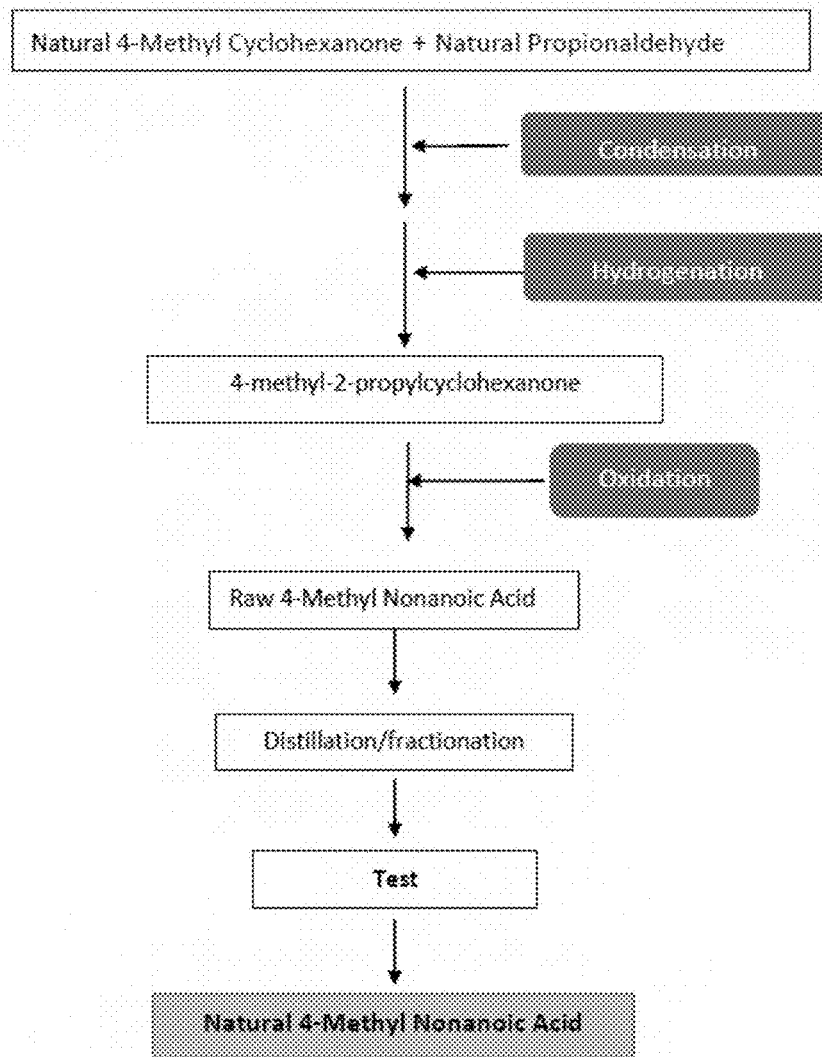 Natural 4-Methyl Cyclohexanone + Natural Propionaldehyde
Condensation
Hydrogenation
4-methyl-2-propylcyclohexanone
Oxidation
Raw 4-Methyl Nonanoic Acid
Distillation/fractionation
Test
Natural 4-Methyl Nonanoic Acid